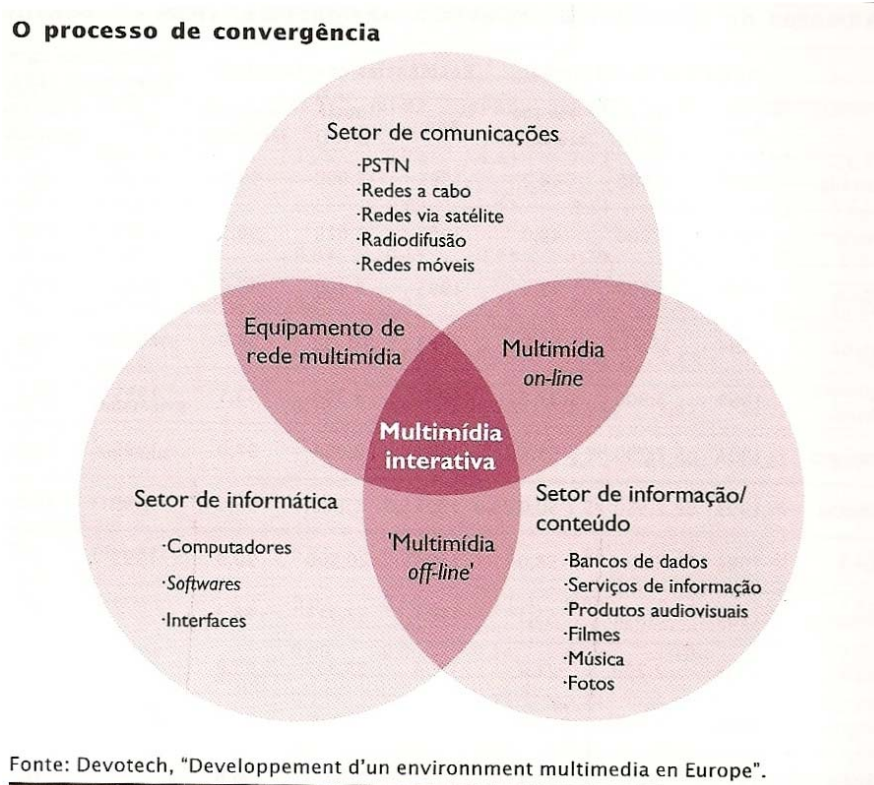 O processo de convergência
Setor de comunicações
·PSTN
·Redes a cabo
·Redes via satélite
·Radiodifusão
·Redes móveis
Equipamento de
rede multimídia
Multimídia
on-line
Multimídia
interativa
Setor de informática
·Computadores
·Softwares
·Interfaces
'Multimídia
off-line'
Setor de informação/
conteúdo
·Bancos de dados
·Serviços de informação
·Produtos audiovisuais
·Filmes
·Música
·Fotos
Fonte: Devotech, “Developpement d'un environnment multimedia en Europe”.